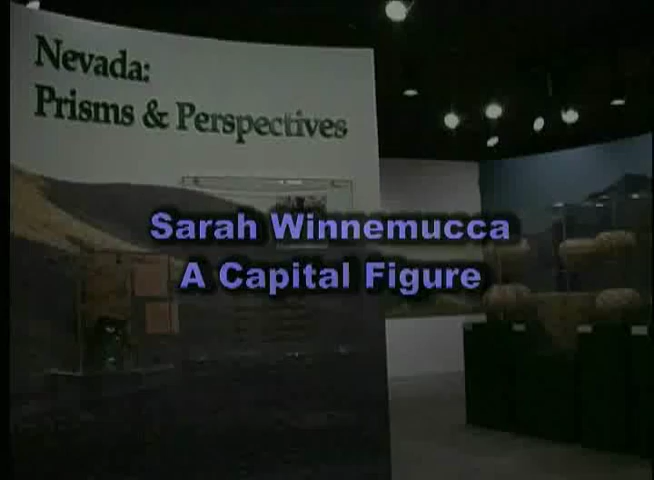 Nevada:
Prisms & Perspectives
Sarah Winnemucca
A Capital Figure